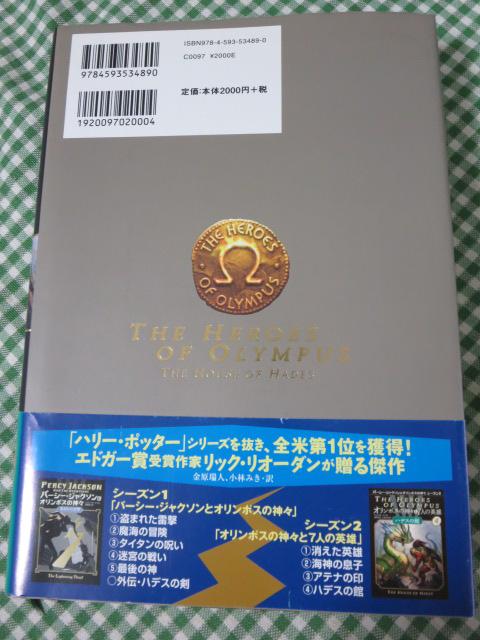 ISBN978-4-593-53489-0
C0097 ¥2000E
定価:本体2000円+税
9784593534890
1920097020004
THE HEROES
Ω
OF OLYMPUS
THE HEROES
OF OLYMPUS
THE HOUSE OF HADES
「ハリー・ポッター」シリーズを抜き、全米第1位を獲得!
エドガー賞受賞作家リック・リオーダンが贈る傑作
金原瑞人、小林みき・訳
PERCY JACKSON
パーシー・ジャクソンと
オリンポスの神々
The Lightning Thief
シーズン1
「パーシー・ジャクソンとオリンポスの神々」
①盗まれた雷撃
②魔海の冒険
③タイタンの呪い
④迷宮の戦い
⑤最後の神
○外伝・ハデスの剣
シーズン2
「オリンポスの神々と7人の英雄」
①消えた英雄
②海神の息子
③アテナの印
④ハデスの館
THE HEROES
OF OLYMPUS
オリンポスの神々と7人の英雄
ハデスの館
4
THE HOUSE OF HADES